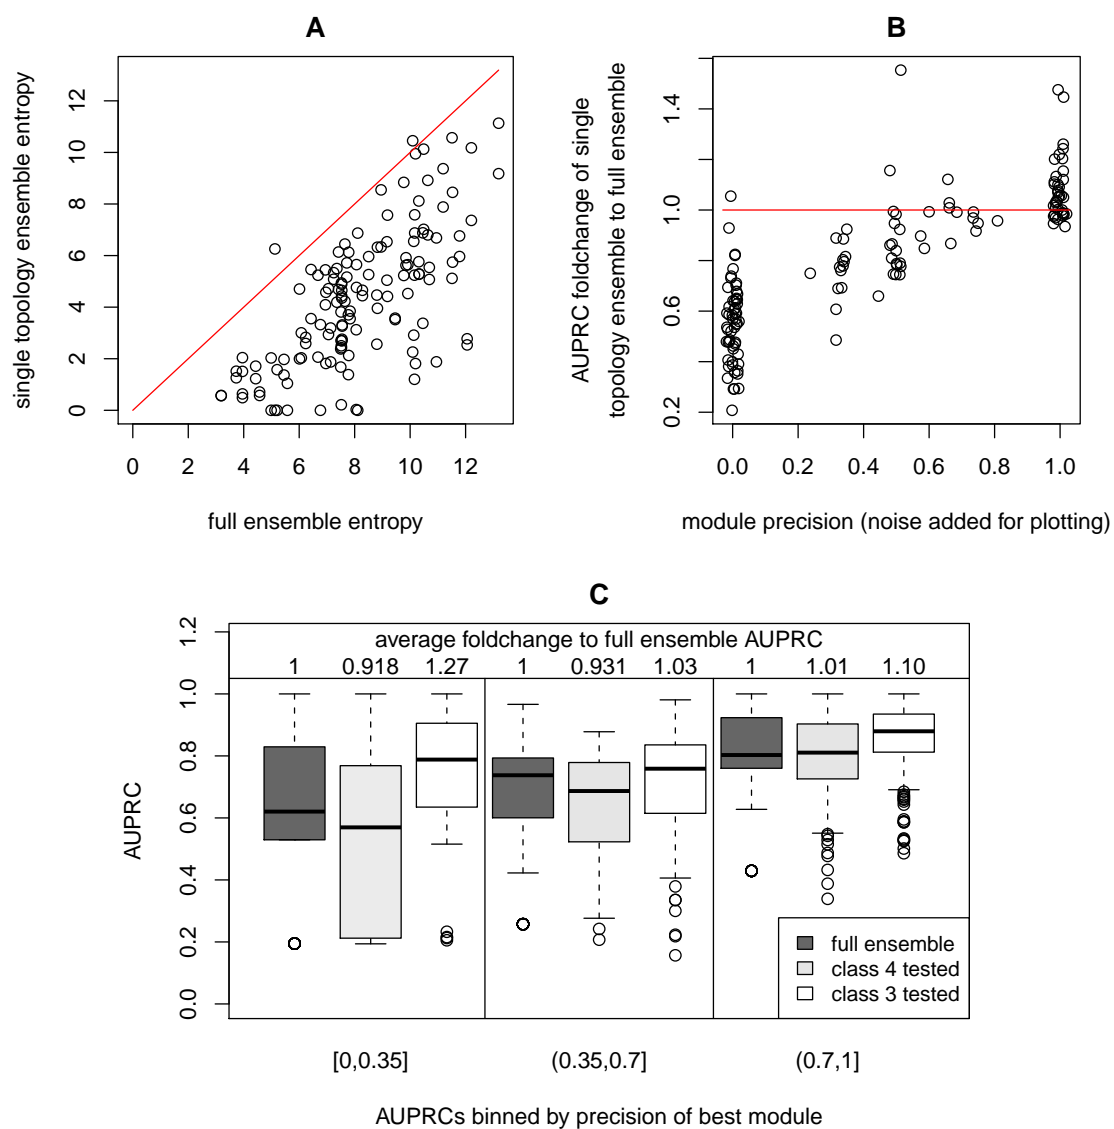 A
single topology ensemble entropy
0 2 4 6 8 10 12
0 2 4 6 8 10 12
full ensemble entropy
B
AUPRC foldchange of single
topology ensemble to full ensemble
0.2 0.6 1.0 1.4
0.0 0.2 0.4 0.6 0.8 1.0
module precision (noise added for plotting)
C
average foldchange to full ensemble AUPRC
1 0.918 1.27 1 0.931 1.03 1 1.01 1.10
AUPRC
0.0 0.2 0.4 0.6 0.8 1.0 1.2
full ensemble
class 4 tested
class 3 tested
[0,0.35] (0.35,0.7] (0.7,1]
AUPRCs binned by precision of best module